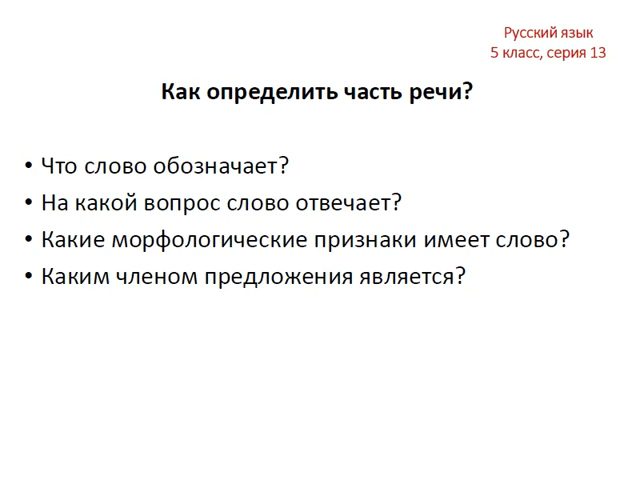 Русский язык
5 класс, серия 13
Как определить часть речи?
• Что слово обозначает?
• На какой вопрос слово отвечает?
• Какие морфологические признаки имеет слово?
• Каким членом предложения является?